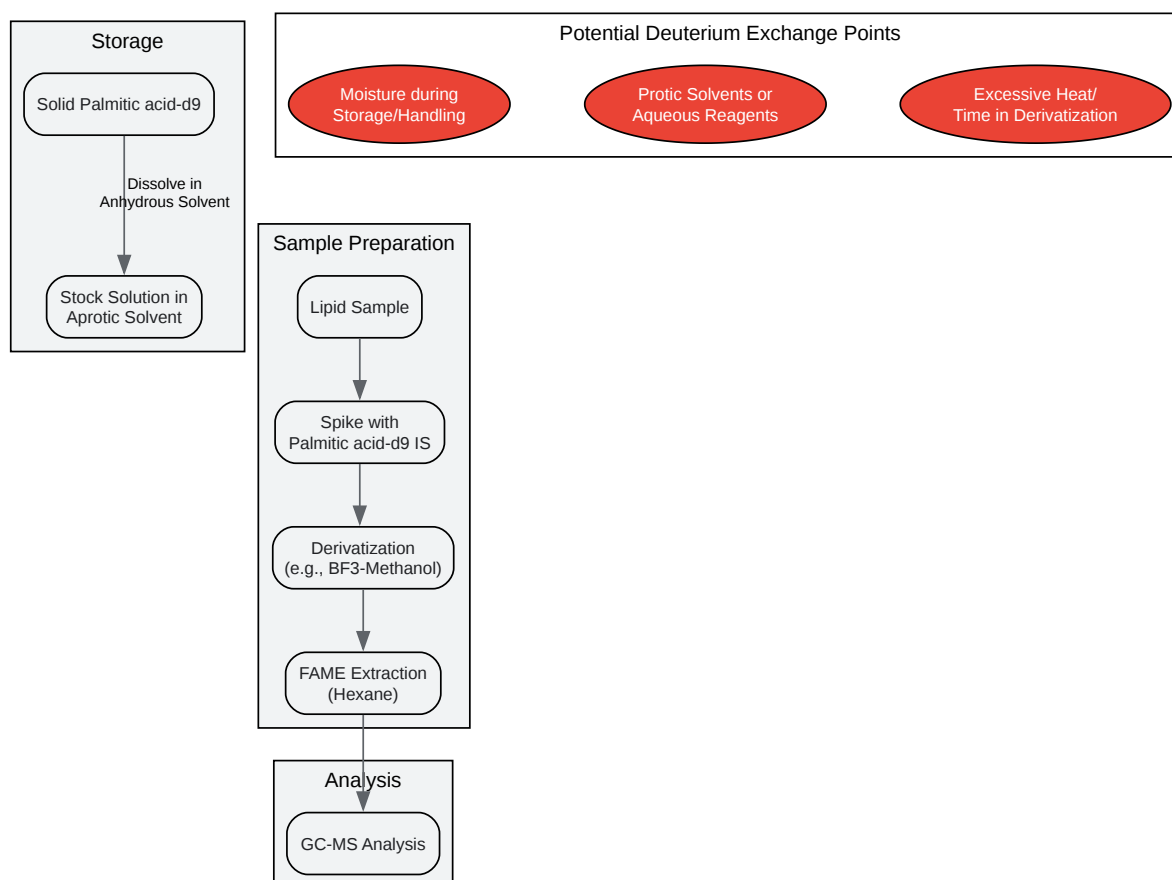 Storage
Solid Palmitic acid-d9
Dissolve in
Anhydrous Solvent
Stock Solution in
Aprotic Solvent
Potential Deuterium Exchange Points
Moisture during
Storage/Handling
Protic Solvents or
Aqueous Reagents
Excessive Heat/
Time in Derivatization
Sample Preparation
Lipid Sample
Spike with
Palmitic acid-d9 IS
Derivatization
(e.g., BF3-Methanol)
FAME Extraction
(Hexane)
Analysis
GC-MS Analysis